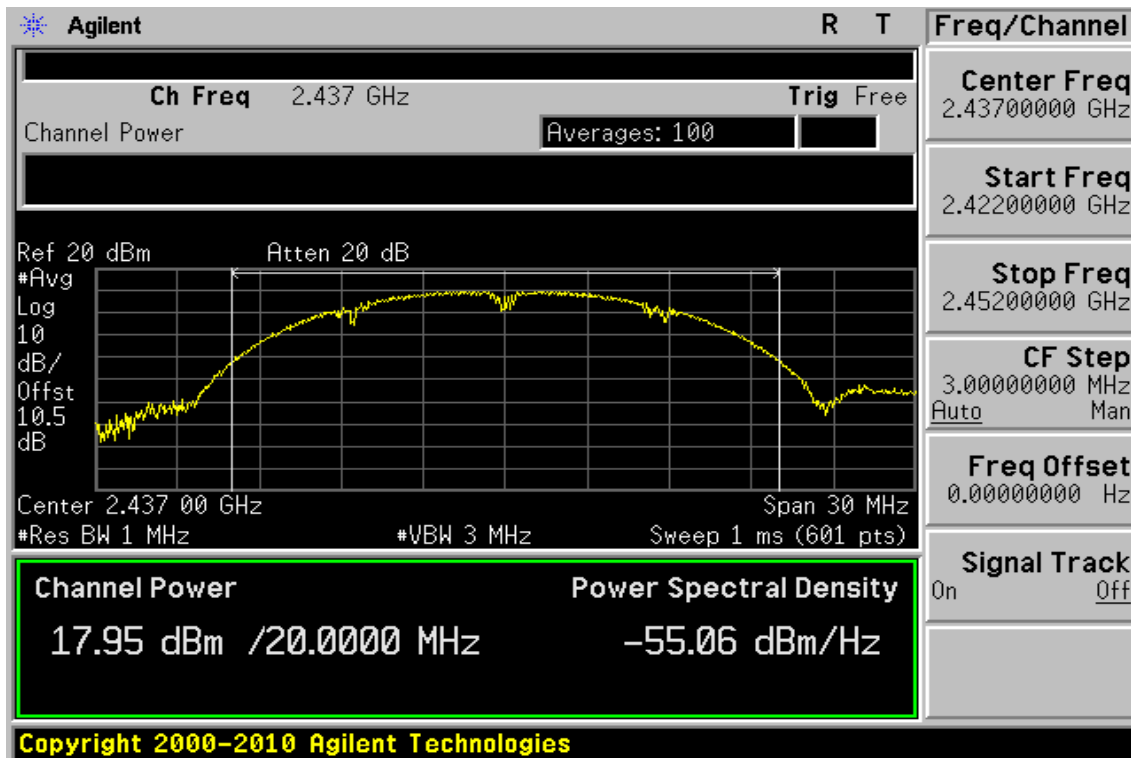 Agilent R T
Ch Freq 2.437 GHz Trig Free
Channel Power Averages: 100
Ref 20 dBm Atten 20 dB
#Avg
Log
10
dB/
Offst
10.5
dB
Center 2.437 00 GHz Span 30 MHz
#Res BW 1 MHz #VBW 3 MHz Sweep 1 ms (601 pts)
Channel Power Power Spectral Density
17.95 dBm /20.0000 MHz -55.06 dBm/Hz
Copyright 2000-2010 Agilent Technologies
Freq/Channel
Center Freq
2.43700000 GHz
Start Freq
2.42200000 GHz
Stop Freq
2.45200000 GHz
CF Step
3.00000000 MHz
Auto Man
Freq Offset
0.00000000 Hz
Signal Track
On Off